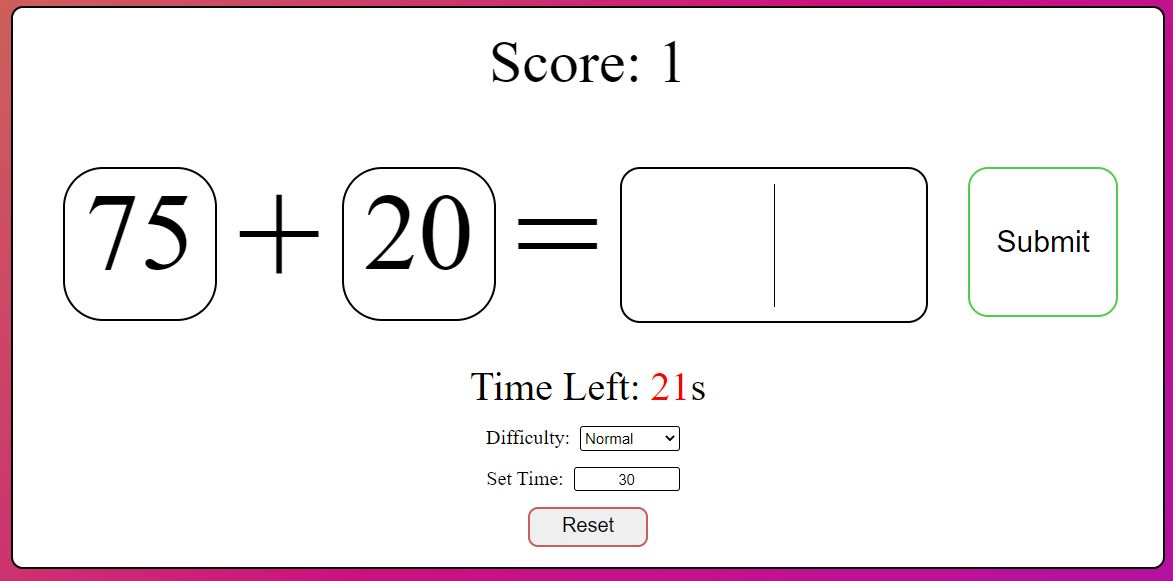 Score: 1
75 + 20 = Submit
Time Left: 21s
Difficulty: Normal
Set Time: 30
Reset